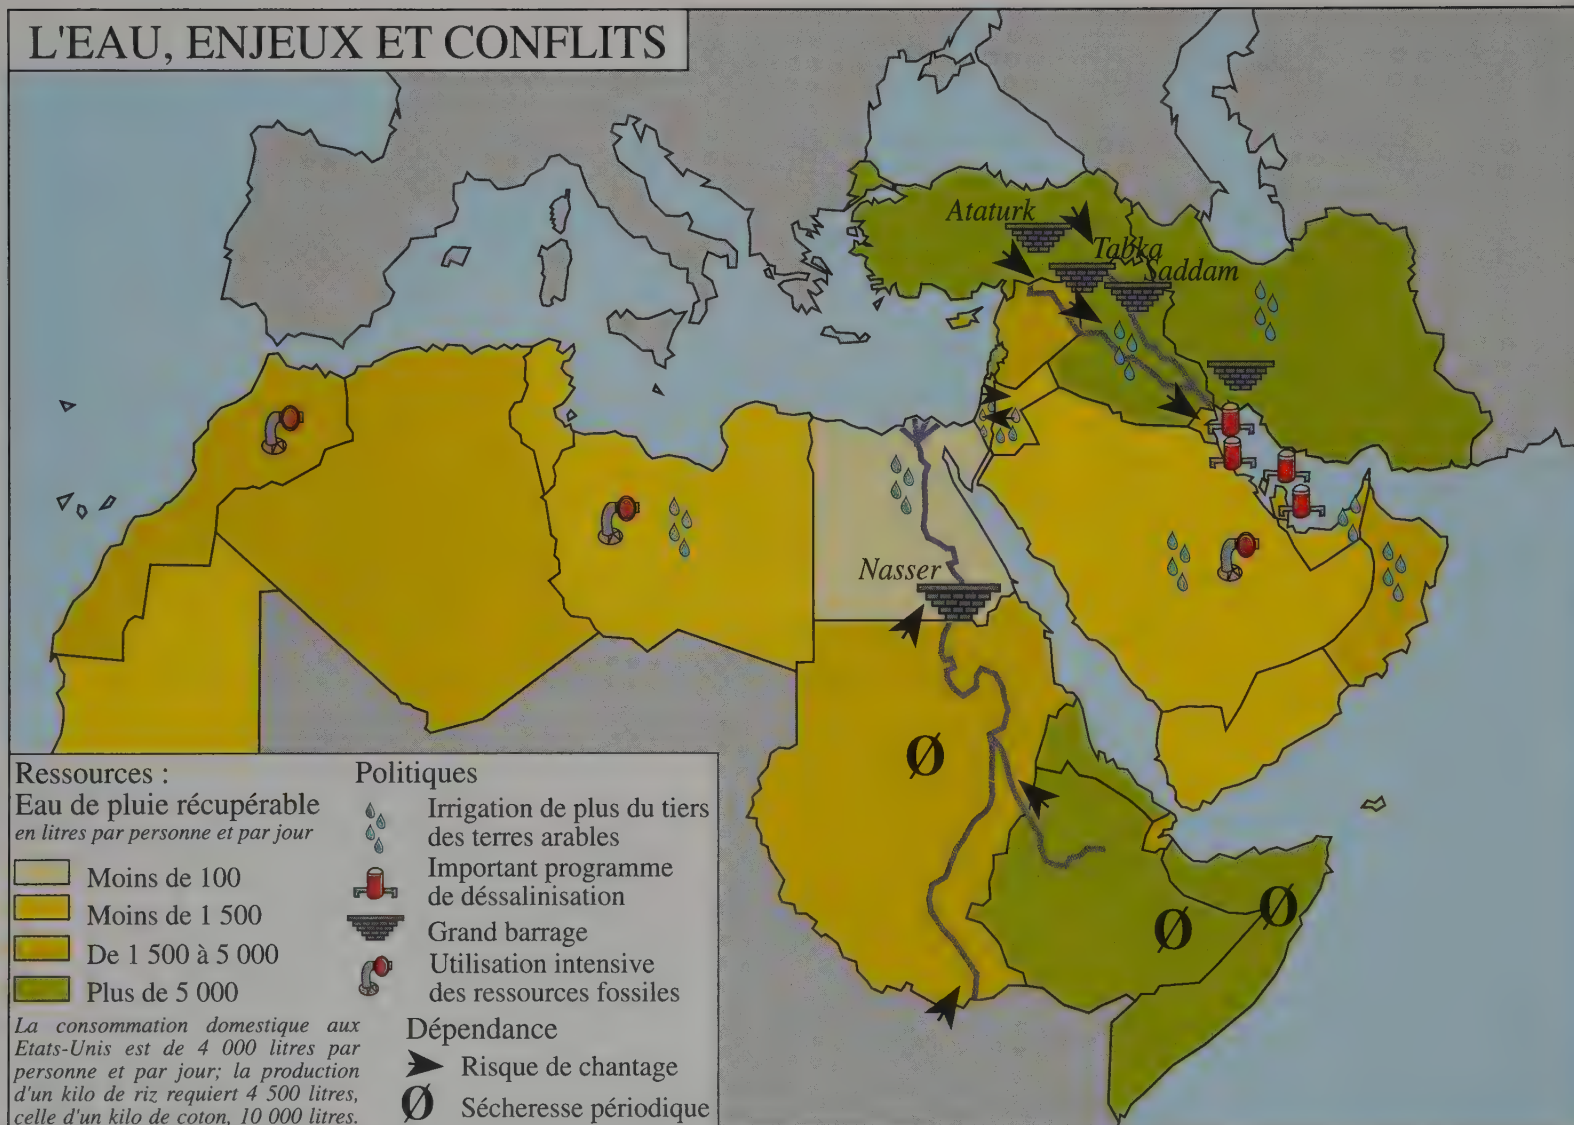 L'EAU, ENJEUX ET CONFLITS
Ataturk
Tabka
Saddam
Nasser
Ø
Ø
Ø
Ressources :
Eau de pluie récupérable
en litres par personne et par jour
Moins de 100
Moins de 1 500
De 1 500 à 5 000
Plus de 5 000
La consommation domestique aux
Etats-Unis est de 4 000 litres par
personne et par jour; la production
d'un kilo de riz requiert 4 500 litres,
celle d'un kilo de coton, 10 000 litres.
Politiques
Irrigation de plus du tiers
des terres arables
Important programme
de déssalinisation
Grand barrage
Utilisation intensive
des ressources fossiles
Dépendance
Risque de chantage
Ø Sécheresse périodique